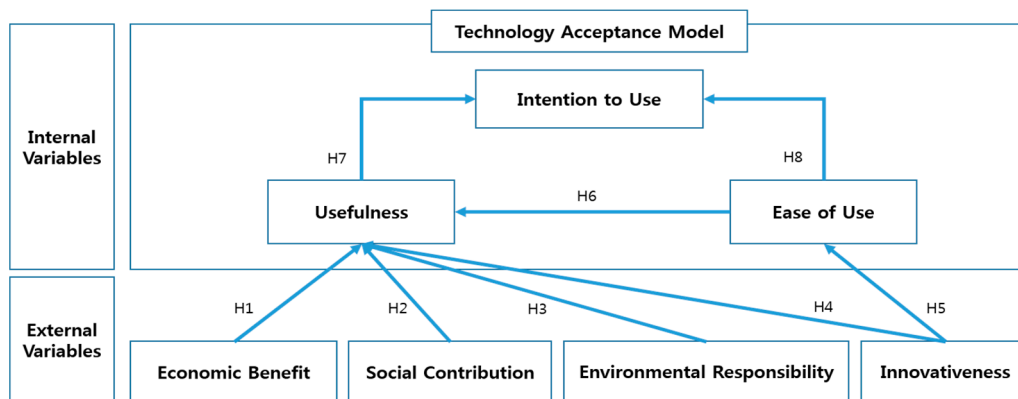 Technology Acceptance Model
Intention to Use
Internal
Variables
H7
H8
H6
Usefulness
Ease of Use
H1
H2
H3
H4
H5
External
Variables
Economic Benefit
Social Contribution
Environmental Responsibility
Innovativeness